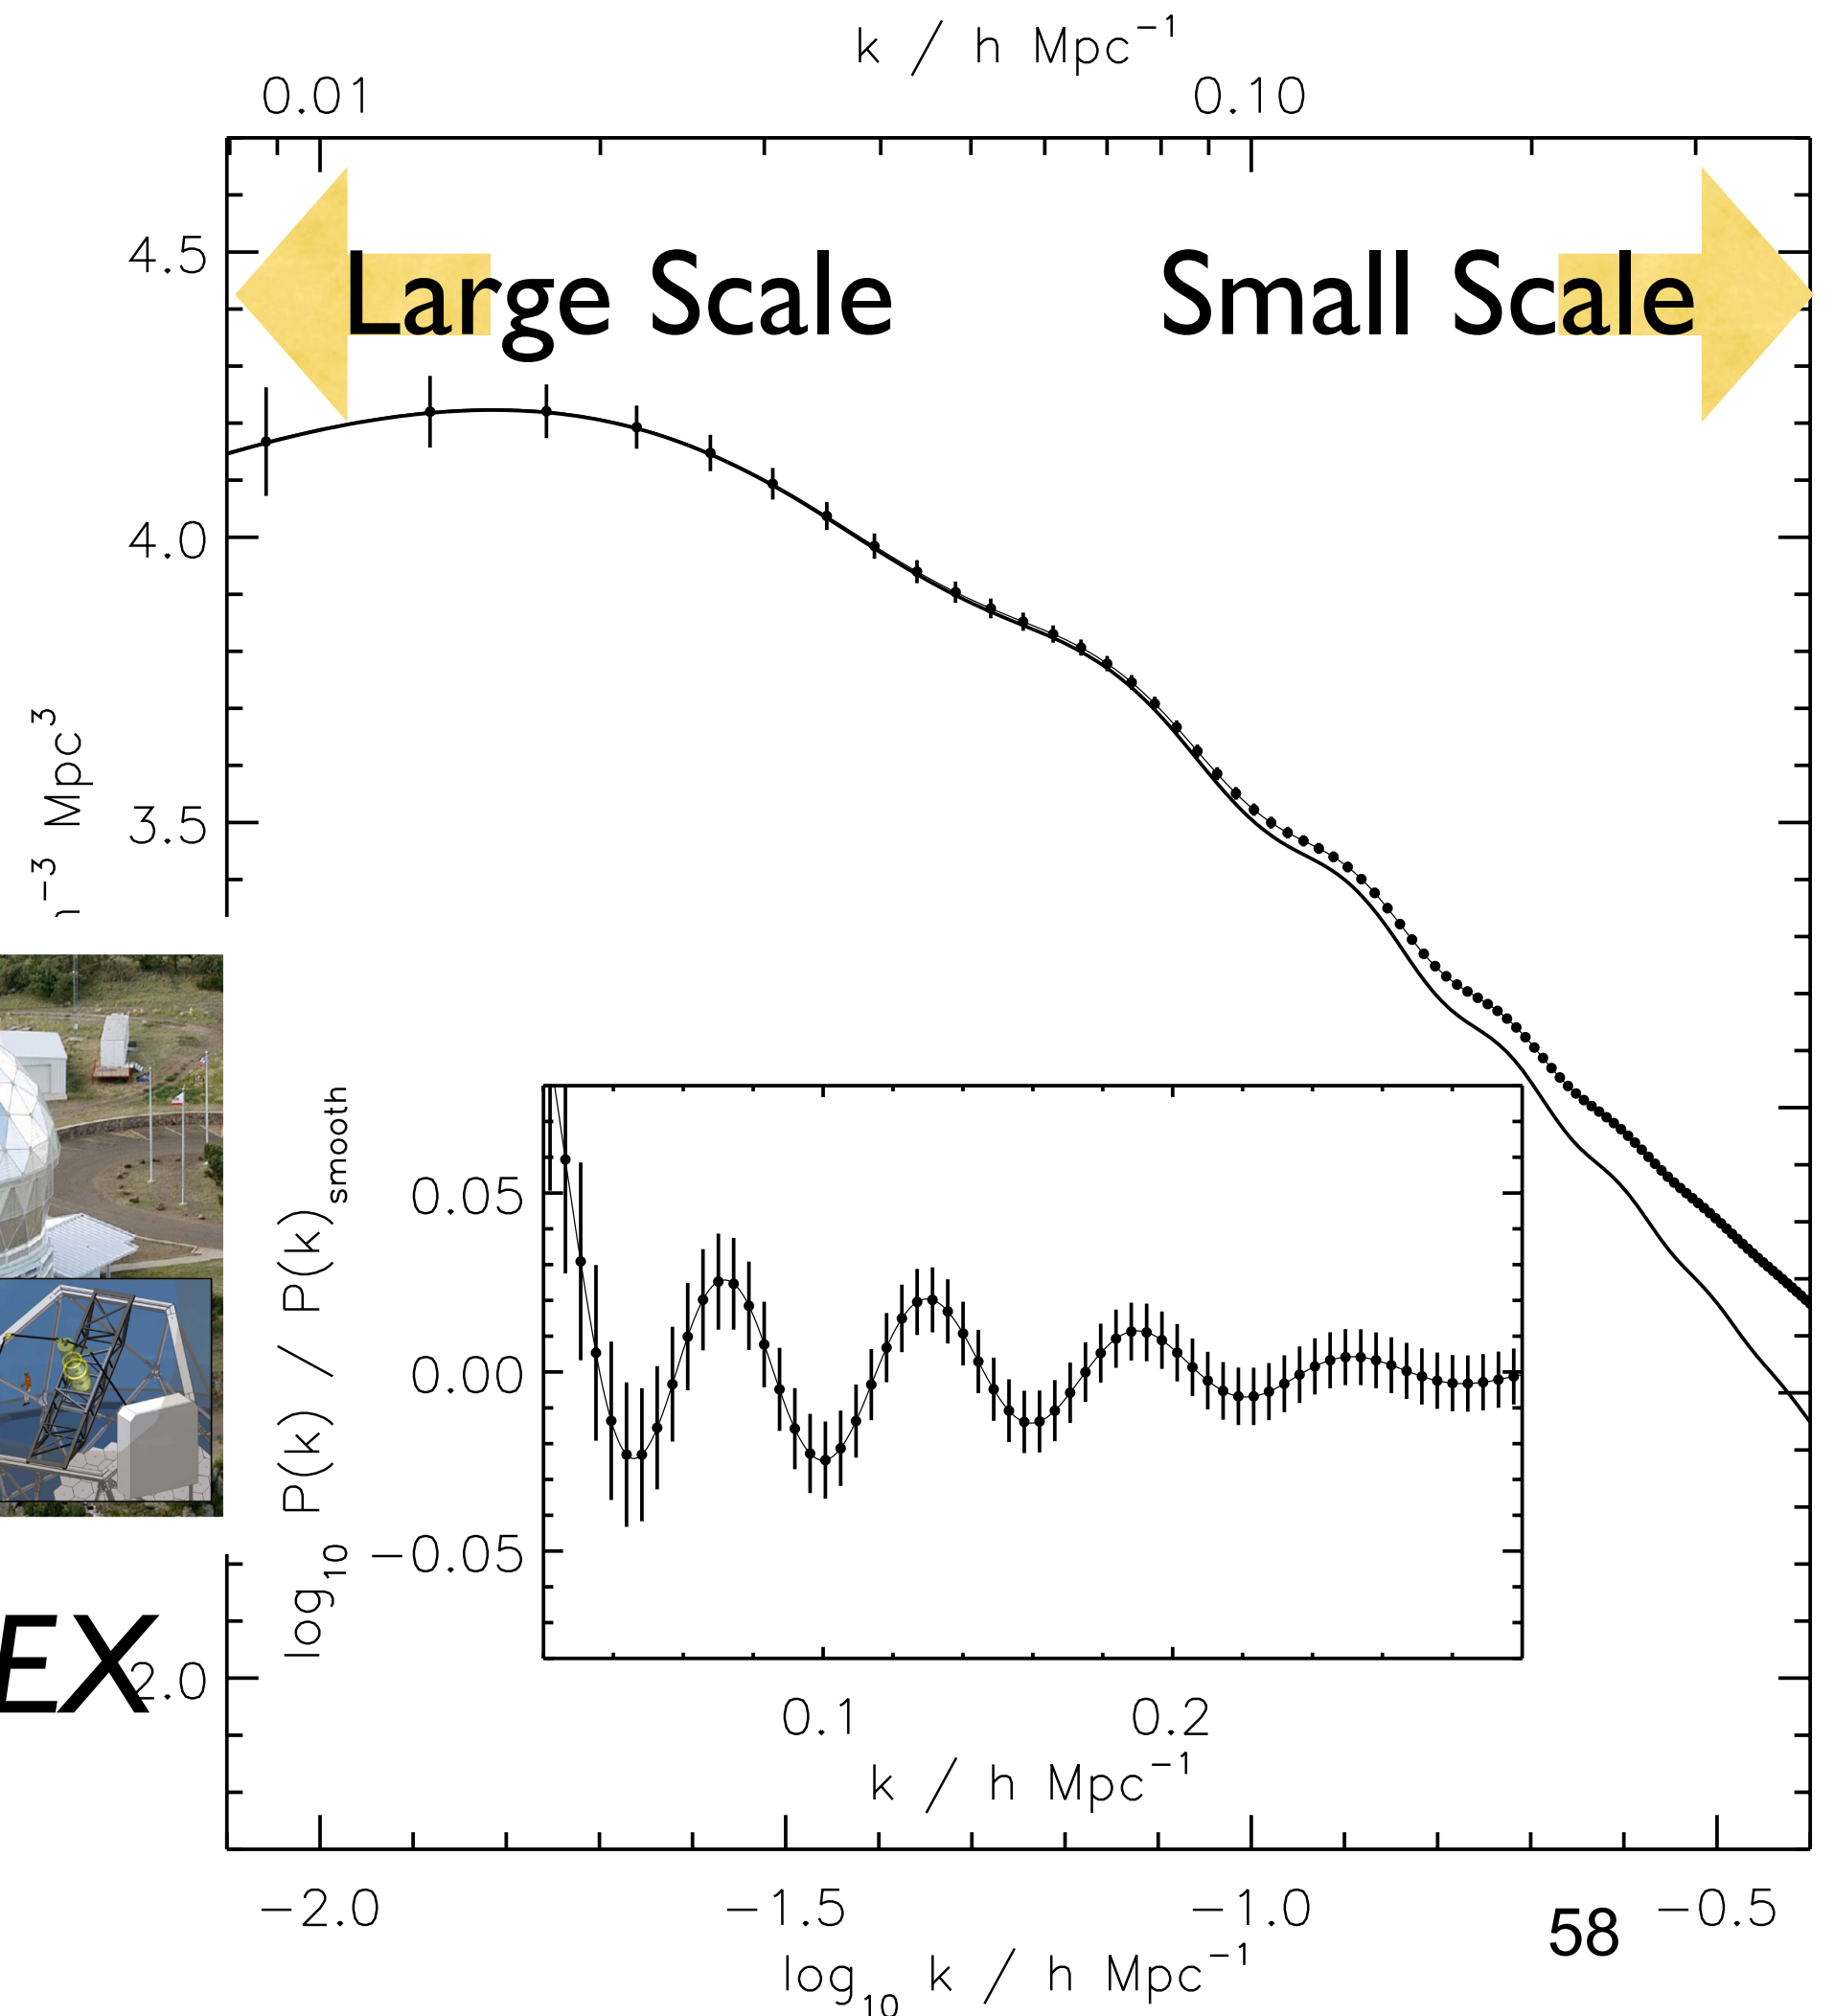 k / h Mpc⁻¹
0.01 0.10
Large Scale Small Scale
4.5
4.0
3.5
h⁻³ Mpc³
0.05
0.00
−0.05
log₁₀ P(k) / P(k)smooth
0.1 0.2
k / h Mpc⁻¹
EX
2.0
−2.0 −1.5 −1.0 −0.5
58
log₁₀ k / h Mpc⁻¹